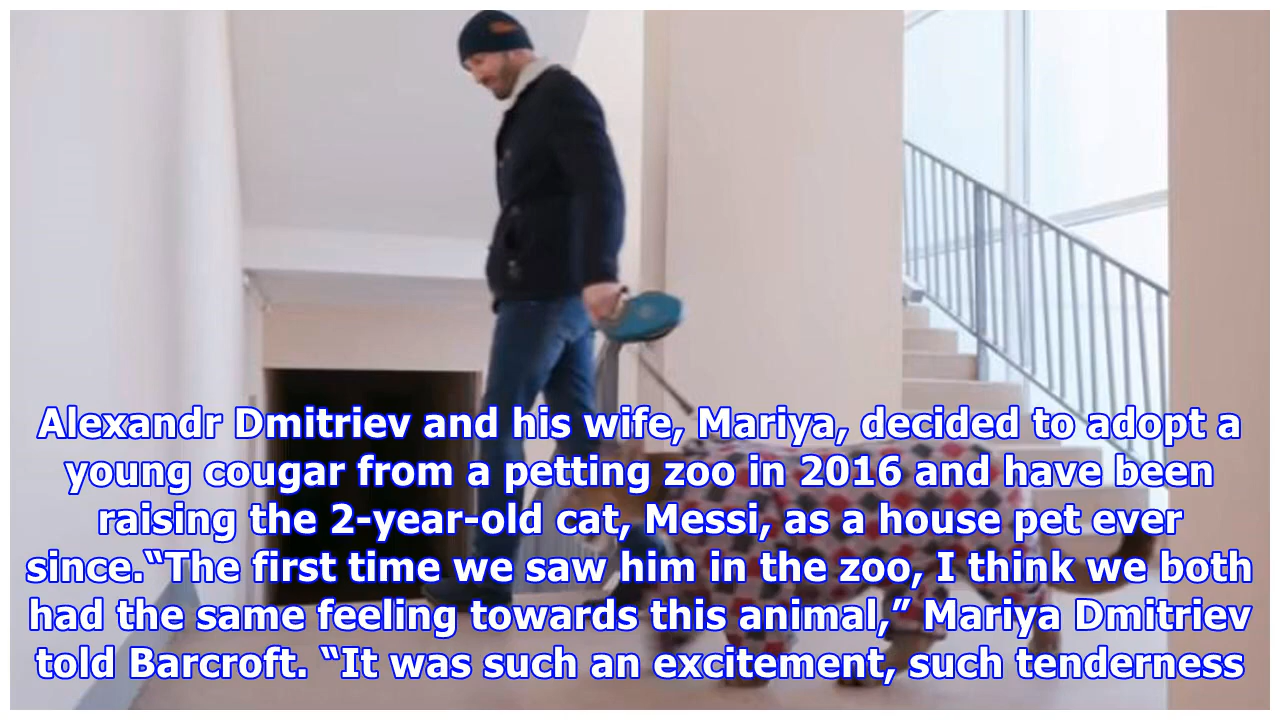 Alexandr Dmitriev and his wife, Mariya, decided to adopt a
young cougar from a petting zoo in 2016 and have been
raising the 2-year-old cat, Messi, as a house pet ever
since.“The first time we saw him in the zoo, I think we both
had the same feeling towards this animal,” Mariya Dmitriev
told Barcroft. “It was such an excitement, such tenderness